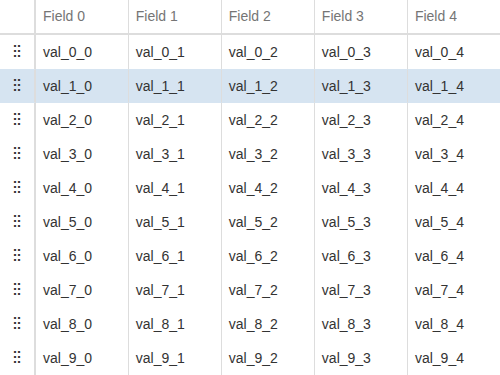 Field 0 Field 1 Field 2 Field 3 Field 4
val_0_0 val_0_1 val_0_2 val_0_3 val_0_4
val_1_0 val_1_1 val_1_2 val_1_3 val_1_4
val_2_0 val_2_1 val_2_2 val_2_3 val_2_4
val_3_0 val_3_1 val_3_2 val_3_3 val_3_4
val_4_0 val_4_1 val_4_2 val_4_3 val_4_4
val_5_0 val_5_1 val_5_2 val_5_3 val_5_4
val_6_0 val_6_1 val_6_2 val_6_3 val_6_4
val_7_0 val_7_1 val_7_2 val_7_3 val_7_4
val_8_0 val_8_1 val_8_2 val_8_3 val_8_4
val_9_0 val_9_1 val_9_2 val_9_3 val_9_4